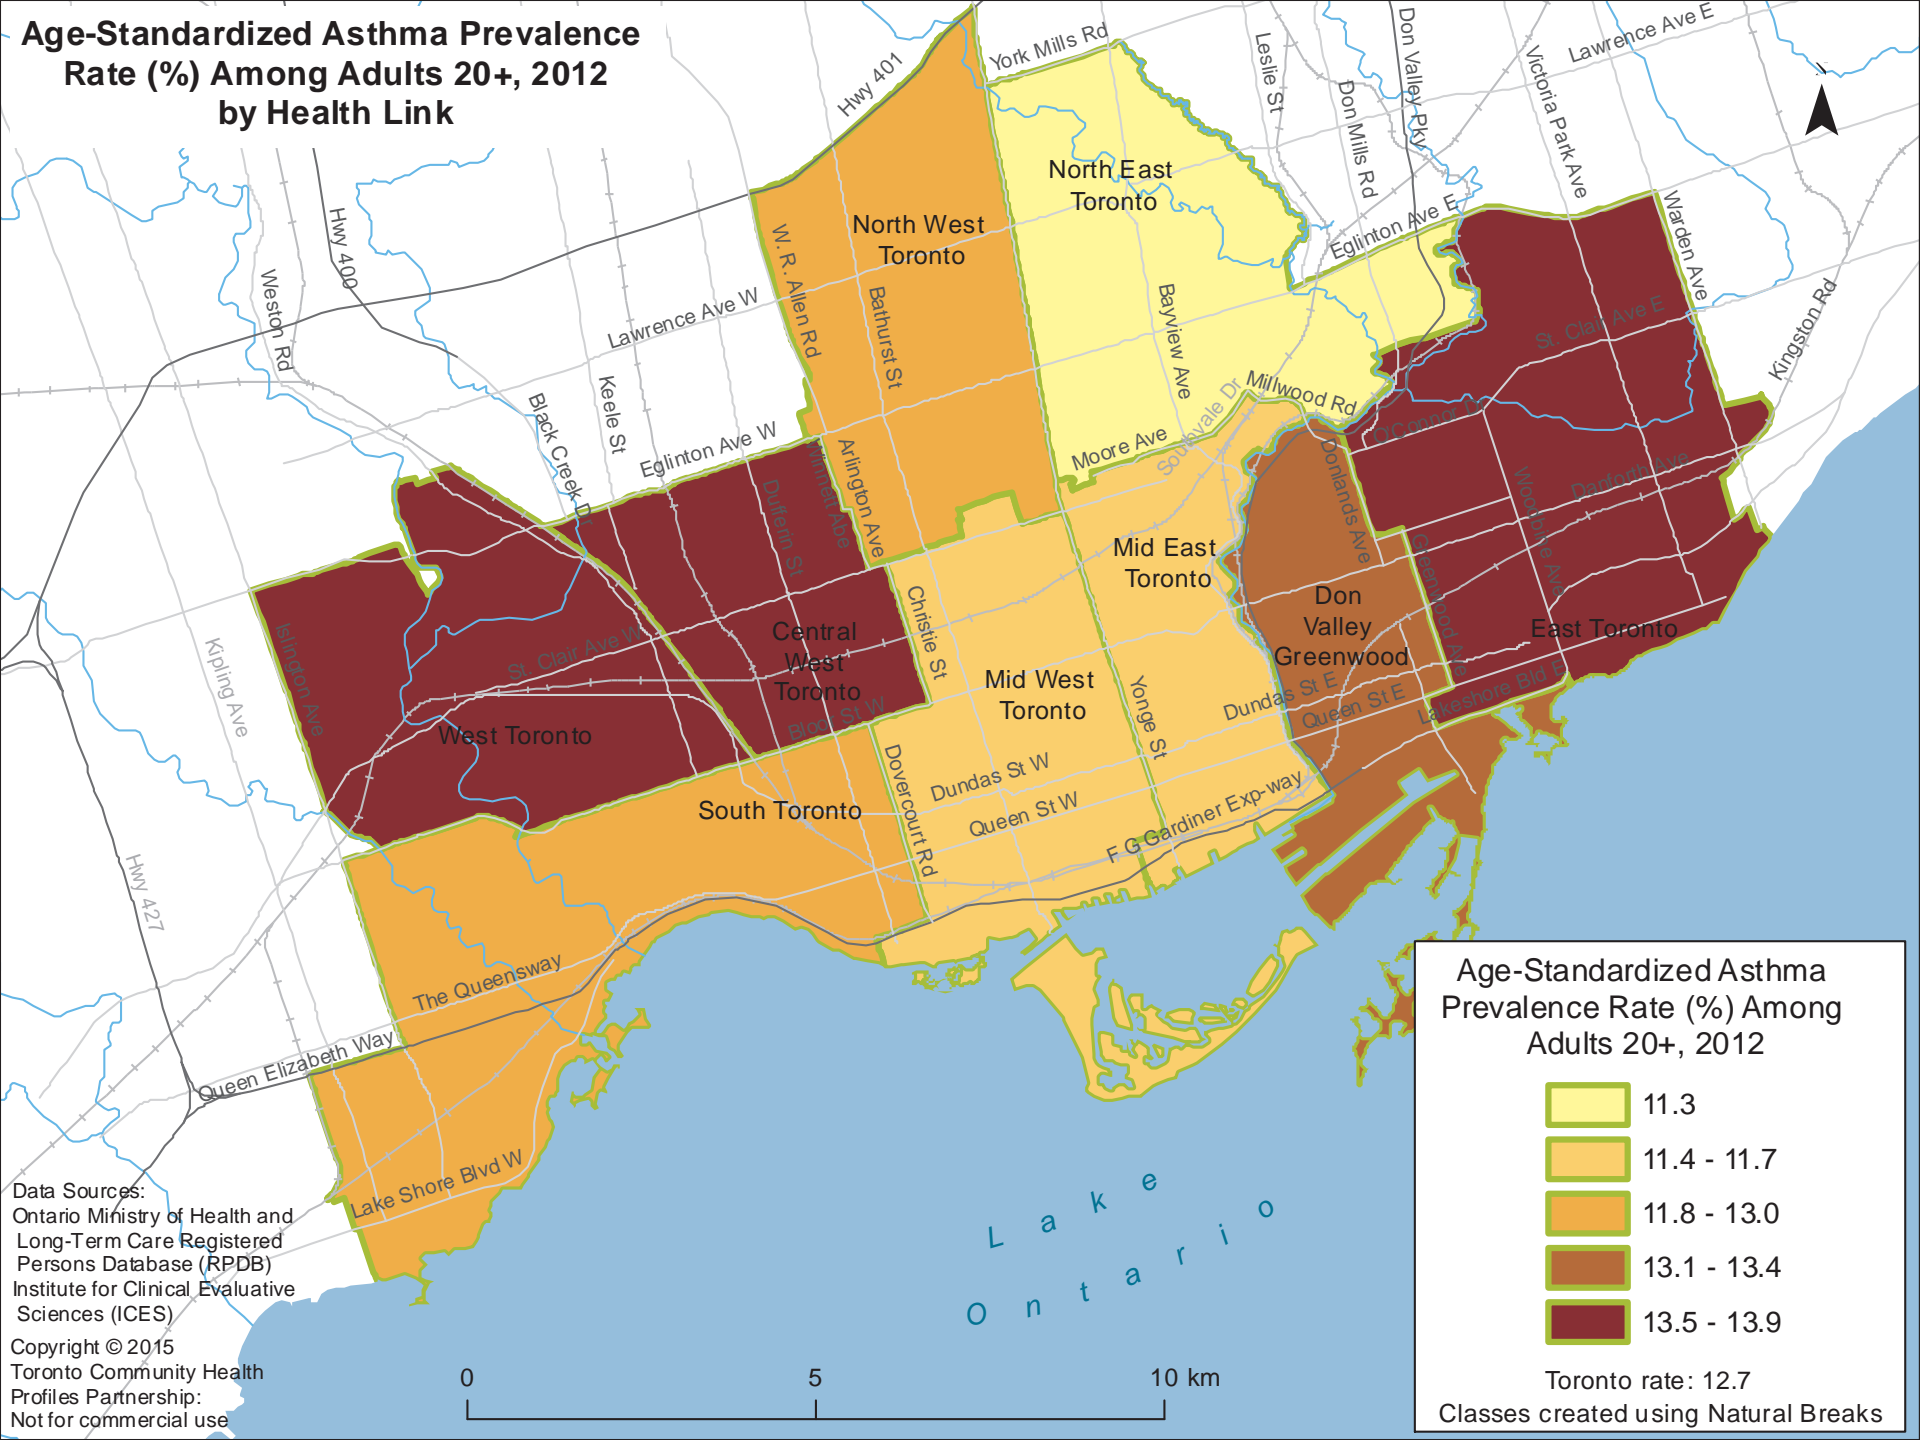 Age-Standardized Asthma Prevalence
Rate (%) Among Adults 20+, 2012
by Health Link
Hwy 401
York Mills Rd
Leslie St
Don Mills Rd
Don Valley Pky
Victoria Park Ave
Lawrence Ave E
N
North East
Toronto
North West
Toronto
Eglinton Ave E
Warden Ave
Kingston Rd
Hwy 400
Weston Rd
Lawrence Ave W
W. R. Allen Rd
Bathurst St
Bayview Ave
St. Clair Ave E
Black Creek Dr
Keele St
Eglinton Ave W
Arlington Ave
Moore Ave
Southvale Dr
Millwood Rd
O'Connor Dr
Donlands Ave
Danforth Ave
Woodbine Ave
Dufferin St
Winnett Abe
Mid East
Toronto
Don
Valley
Greenwood
Greenwood Ave
East Toronto
Christie St
Kipling Ave
Islington Ave
St. Clair Ave W
Central
West
Toronto
Bloor St W
West Toronto
Mid West
Toronto
Yonge St
Dundas St E
Queen St E
Lakeshore Bld E
South Toronto
Dovercourt Rd
Dundas St W
Queen St W
F G Gardiner Exp-way
Hwy 427
The Queensway
Queen Elizabeth Way
Lake Shore Blvd W
Lake
Ontario
Age-Standardized Asthma
Prevalence Rate (%) Among
Adults 20+, 2012
11.3
11.4 - 11.7
11.8 - 13.0
13.1 - 13.4
13.5 - 13.9
Toronto rate: 12.7
Classes created using Natural Breaks
Data Sources:
Ontario Ministry of Health and
Long-Term Care Registered
Persons Database (RPDB)
Institute for Clinical Evaluative
Sciences (ICES)
Copyright © 2015
Toronto Community Health
Profiles Partnership:
Not for commercial use
0 5 10 km